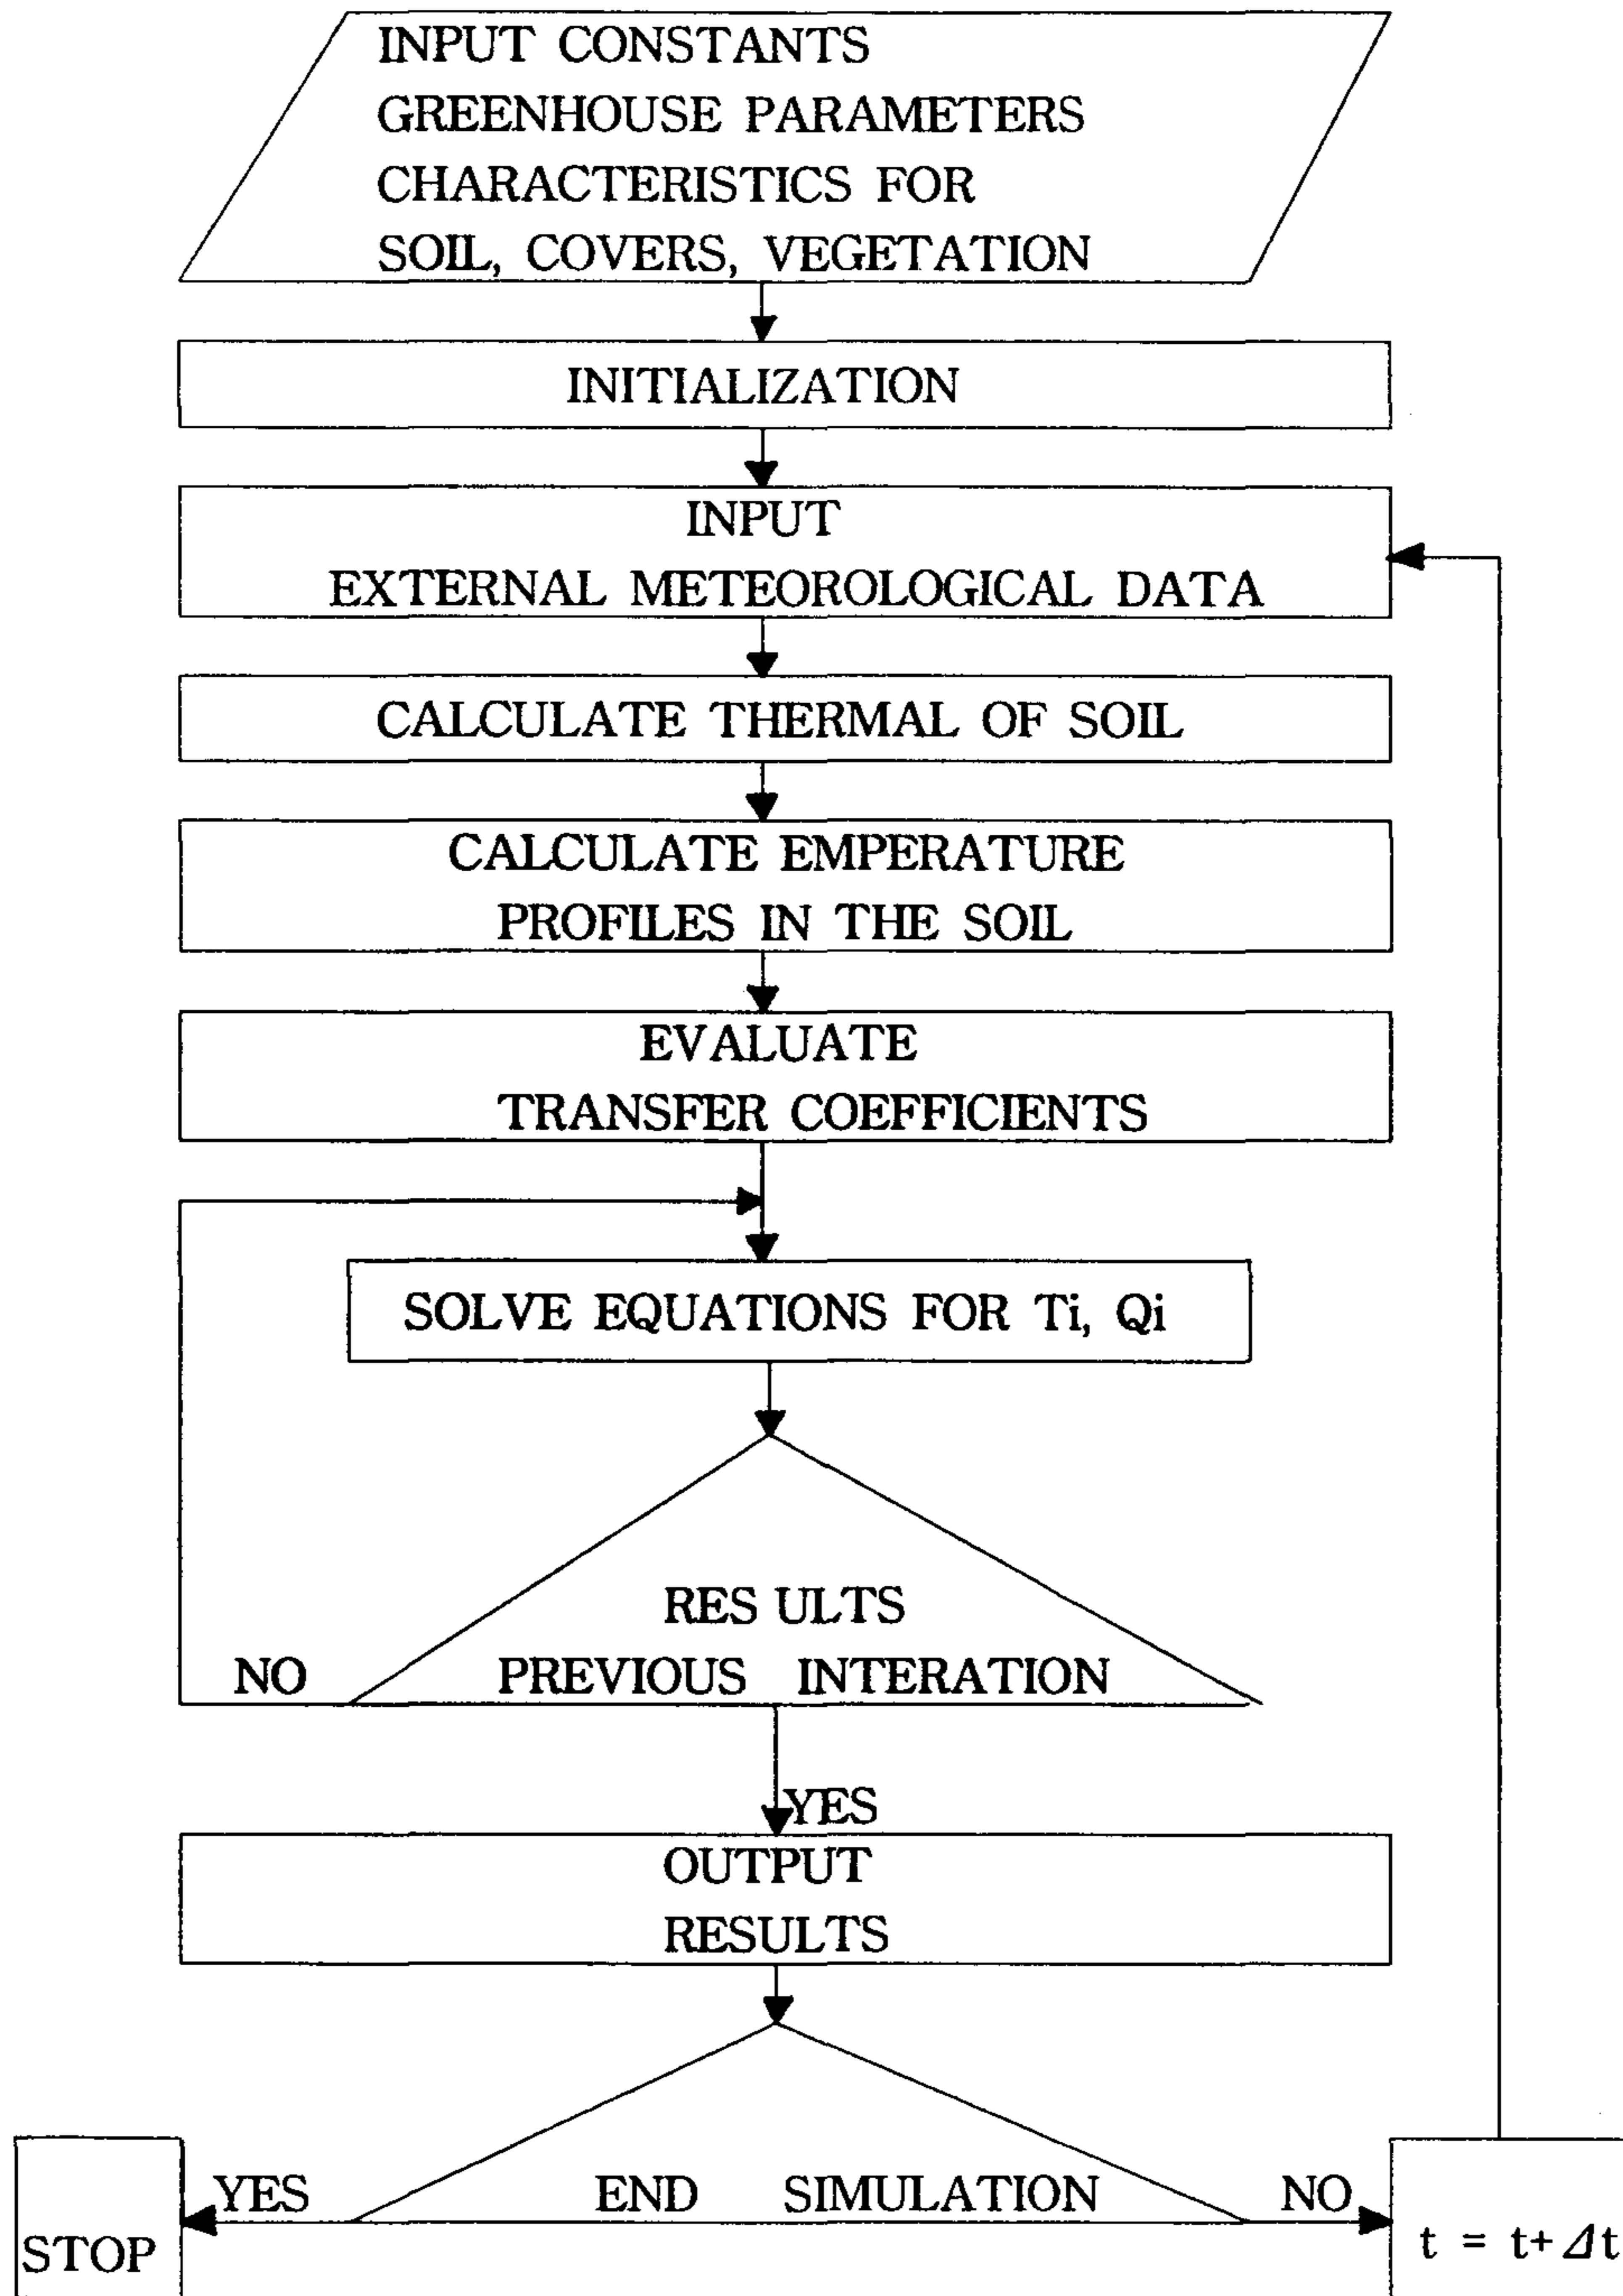 INPUT CONSTANTS
GREENHOUSE PARAMETERS
CHARACTERISTICS FOR
SOIL, COVERS, VEGETATION
INITIALIZATION
INPUT
EXTERNAL METEOROLOGICAL DATA
CALCULATE THERMAL OF SOIL
CALCULATE EMPERATURE
PROFILES IN THE SOIL
EVALUATE
TRANSFER COEFFICIENTS
SOLVE EQUATIONS FOR Ti, Qi
RES ULTS
NO PREVIOUS INTERATION
YES
OUTPUT
RESULTS
YES END SIMULATION NO
STOP t = t+Δt